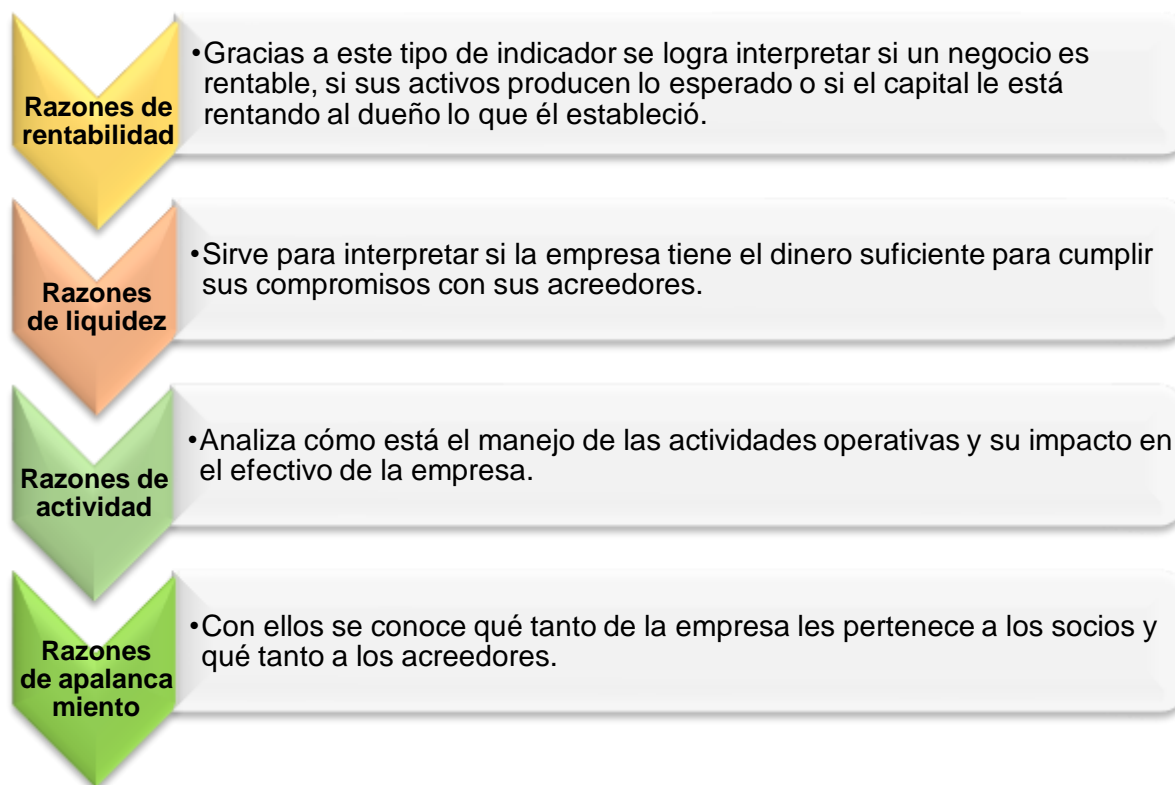 Razones de
rentabilidad
•Gracias a este tipo de indicador se logra interpretar si un negocio es
rentable, si sus activos producen lo esperado o si el capital le está
rentando al dueño lo que él estableció.
Razones
de liquidez
•Sirve para interpretar si la empresa tiene el dinero suficiente para cumplir
sus compromisos con sus acreedores.
Razones de
actividad
•Analiza cómo está el manejo de las actividades operativas y su impacto en
el efectivo de la empresa.
Razones
de apalanca
miento
•Con ellos se conoce qué tanto de la empresa les pertenece a los socios y
qué tanto a los acreedores.